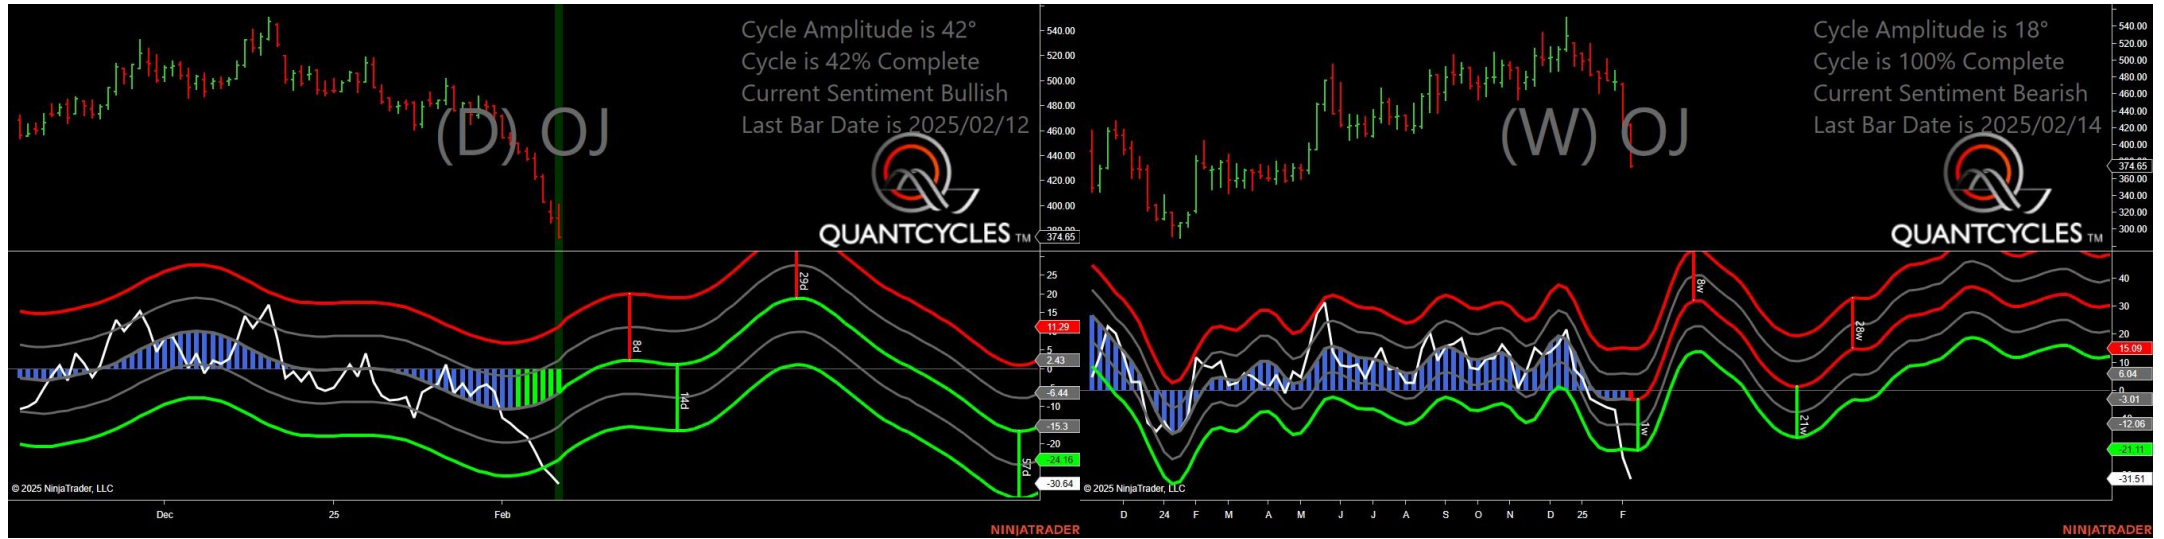 Cycle Amplitude is 42°
Cycle is 42% Complete
Current Sentiment Bullish
Last Bar Date is 2025/02/12
(D) OJ
QUANTCYCLES TM
540.00
520.00
500.00
480.00
460.00
440.00
420.00
400.00
374.65
25
20
15
11.29
5
2.43
0
-6.44
-10
-15.3
-20
-24.16
-30.64
8d
14d
29d
57d
© 2025 NinjaTrader, LLC
Dec
25
Feb
NINJATRADER
Cycle Amplitude is 18°
Cycle is 100% Complete
Current Sentiment Bearish
Last Bar Date is 2025/02/14
(W) OJ
QUANTCYCLES TM
540.00
520.00
500.00
480.00
460.00
440.00
420.00
400.00
374.65
360.00
340.00
320.00
300.00
40
30
20
15.09
10
6.04
0
-3.01
-12.06
-21.11
-31.51
1w
8w
21w
28w
© 2025 NinjaTrader, LLC
D
24
F
M
A
M
J
J
A
S
O
N
D
25
F
NINJATRADER